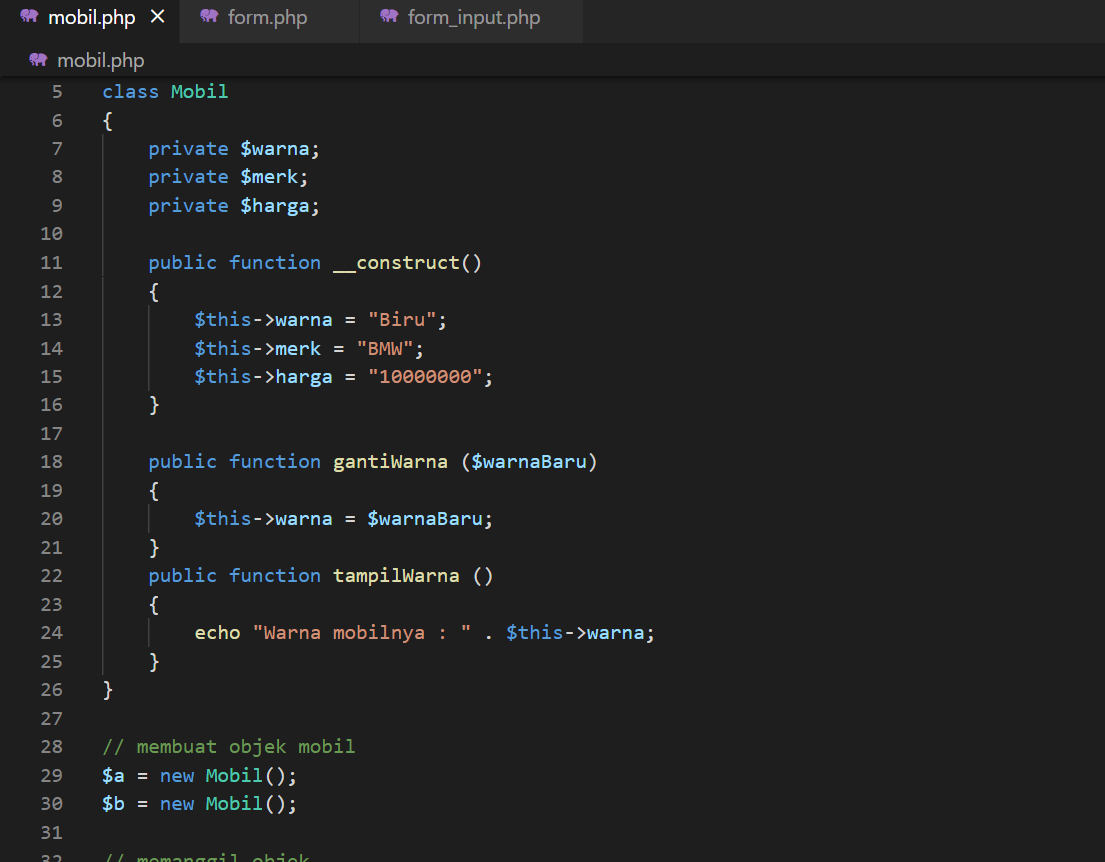 mobil.php × form.php form_input.php
mobil.php
5 class Mobil
6 {
7     private $warna;
8     private $merk;
9     private $harga;
10
11     public function __construct()
12     {
13         $this->warna = "Biru";
14         $this->merk = "BMW";
15         $this->harga = "10000000";
16     }
17
18     public function gantiWarna ($warnaBaru)
19     {
20         $this->warna = $warnaBaru;
21     }
22     public function tampilWarna ()
23     {
24         echo "Warna mobilnya : " . $this->warna;
25     }
26 }
27
28 // membuat objek mobil
29 $a = new Mobil();
30 $b = new Mobil();
31
32 // memanggil objek